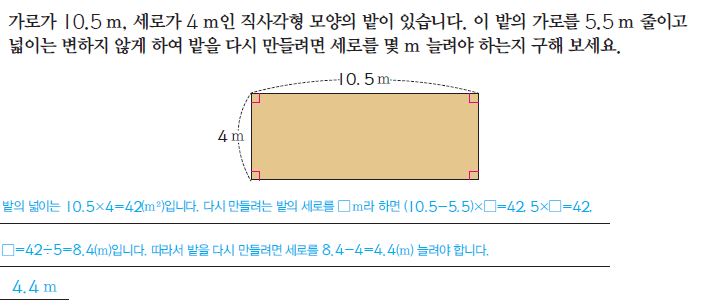 가로가 10.5 m, 세로가 4 m인 직사각형 모양의 밭이 있습니다. 이 밭의 가로를 5.5 m 줄이고
넓이는 변하지 않게 하여 밭을 다시 만들려면 세로를 몇 m 늘려야 하는지 구해 보세요.
10.5 m
4 m
밭의 넓이는 10.5×4=42(m²)입니다. 다시 만들려는 밭의 세로를 □ m라 하면 (10.5-5.5)×□=42, 5×□=42,
□=42÷5=8.4(m)입니다. 따라서 밭을 다시 만들려면 세로를 8.4-4=4.4(m) 늘려야 합니다.
4.4 m